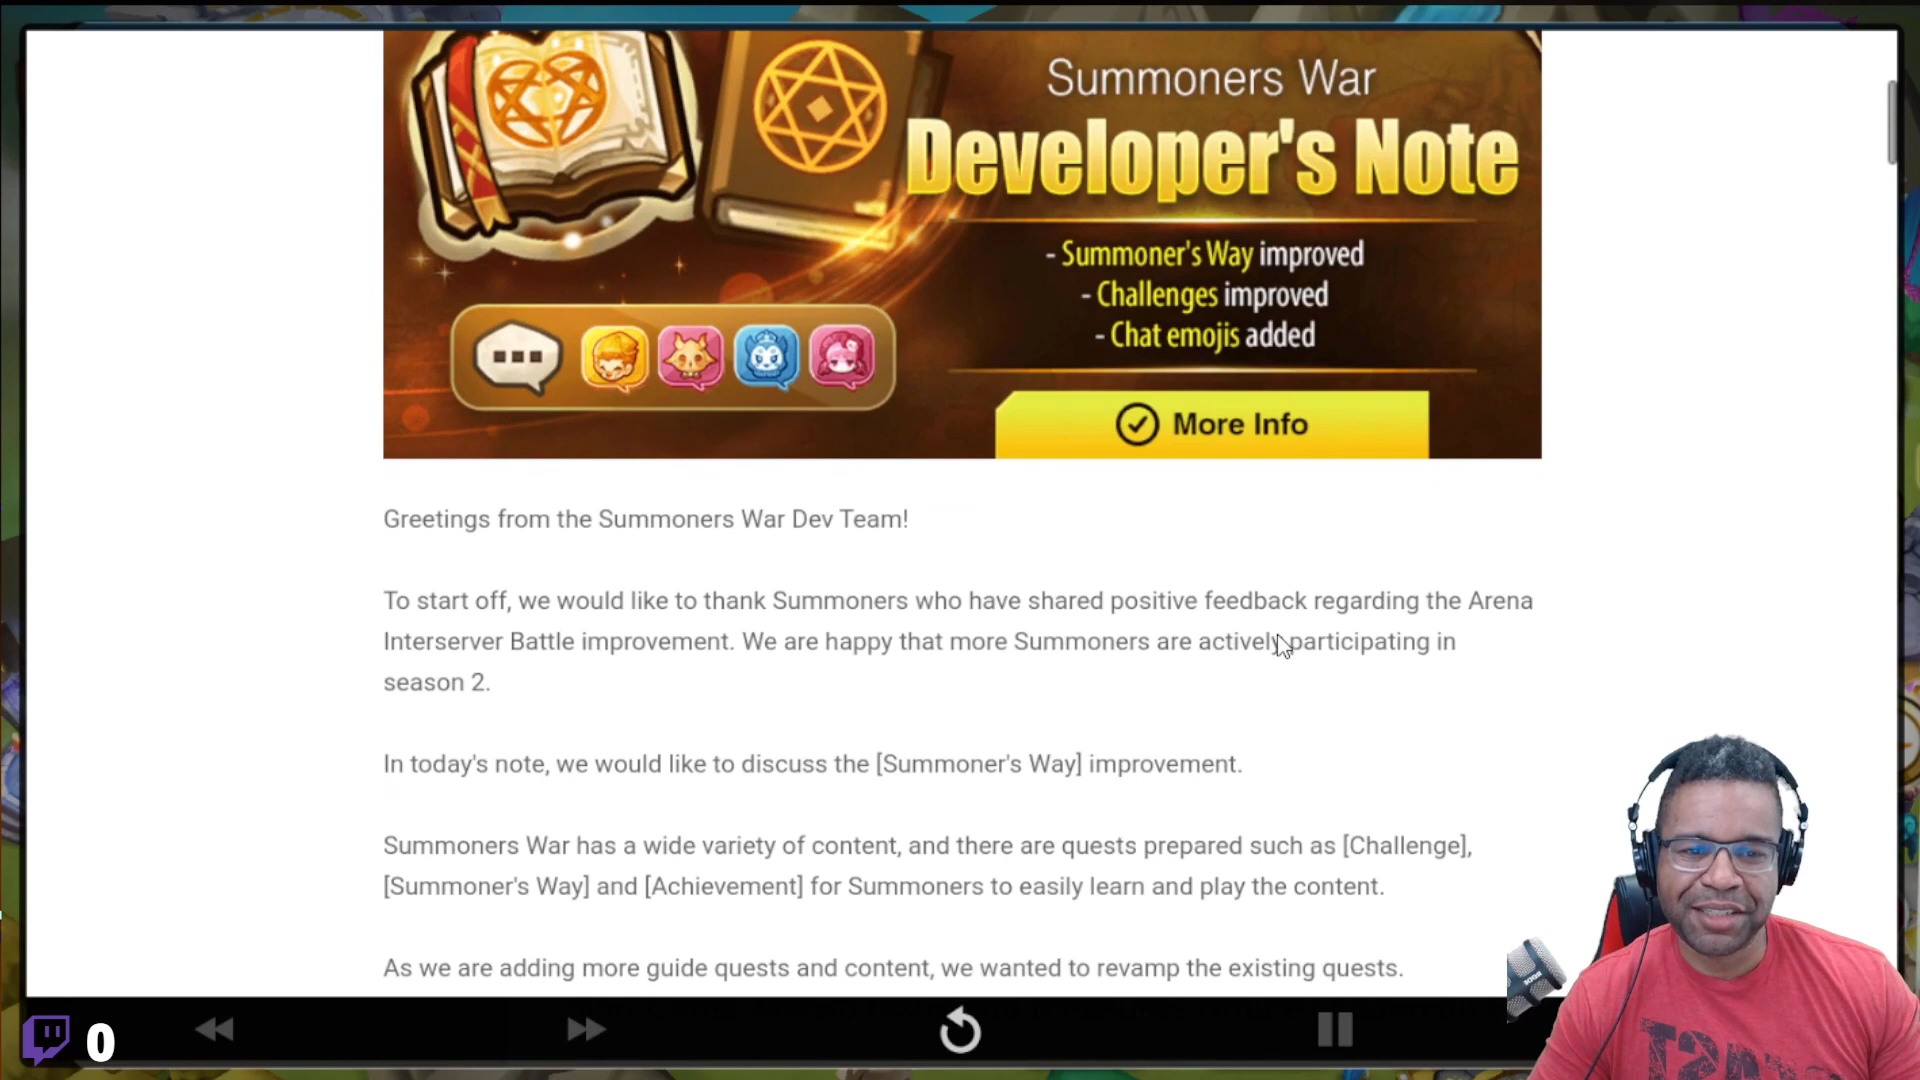 Summoners War
Developer's Note
- Summoner's Way improved
- Challenges improved
- Chat emojis added
More Info
Greetings from the Summoners War Dev Team!
To start off, we would like to thank Summoners who have shared positive feedback regarding the Arena
Interserver Battle improvement. We are happy that more Summoners are actively participating in
season 2.
In today's note, we would like to discuss the [Summoner's Way] improvement.
Summoners War has a wide variety of content, and there are quests prepared such as [Challenge],
[Summoner's Way] and [Achievement] for Summoners to easily learn and play the content.
As we are adding more guide quests and content, we wanted to revamp the existing quests.
0